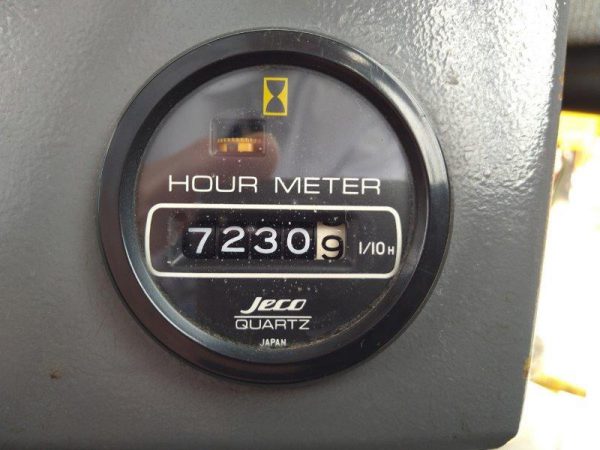 HOUR METER
72309 1/10H
Jeco
QUARTZ
JAPAN